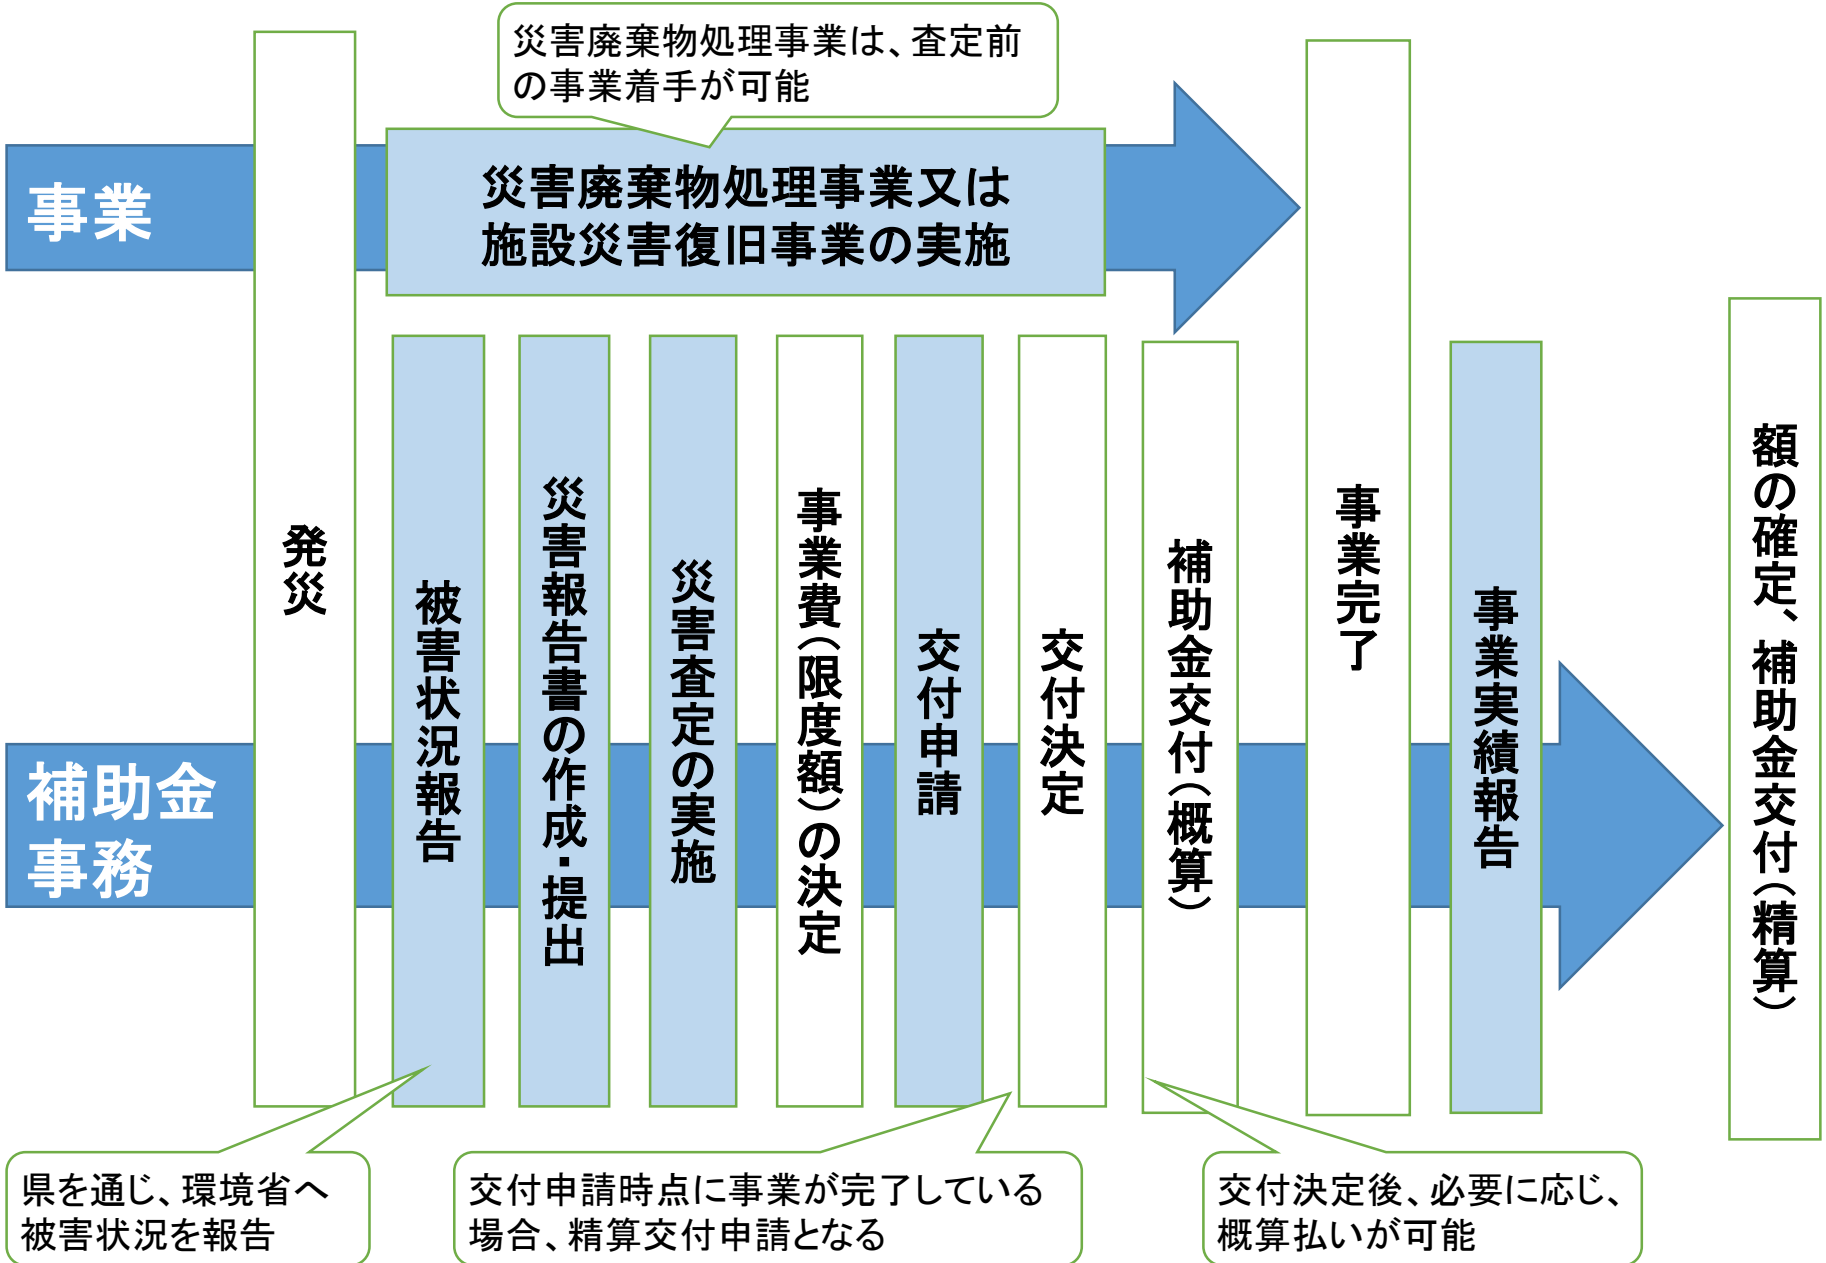 災害廃棄物処理事業は、査定前
の事業着手が可能
事業
災害廃棄物処理事業又は
施設災害復旧事業の実施
補助金
事務
発災
被害状況報告
災害報告書の作成・提出
災害査定の実施
事業費(限度額)の決定
交付申請
交付決定
補助金交付(概算)
事業完了
事業実績報告
額の確定、補助金交付(精算)
県を通じ、環境省へ
被害状況を報告
交付申請時点に事業が完了している
場合、精算交付申請となる
交付決定後、必要に応じ、
概算払いが可能